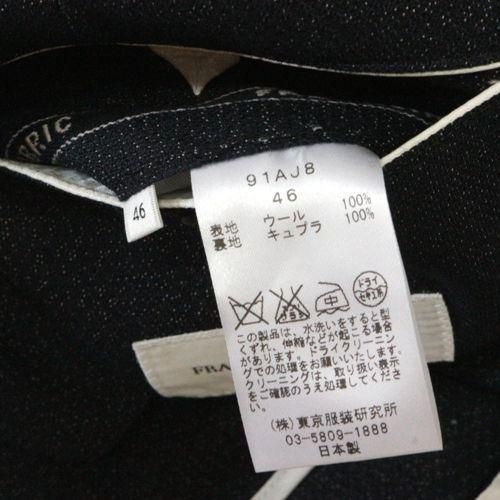 BRIC
46
91AJ8
46
表地 ウール 100%
裏地 キュプラ 100%
ドライ
セキユ系
この製品は、水洗いをすると型
くずれ、伸縮などが起こる場合
があります。ドライクリーニン
グでの処理をお願いいたします。
クリーニングは、取り扱い表示
をご確認のうえ処理してくださ
い。
FRA
(株)東京服装研究所
03-5809-1888
日本製